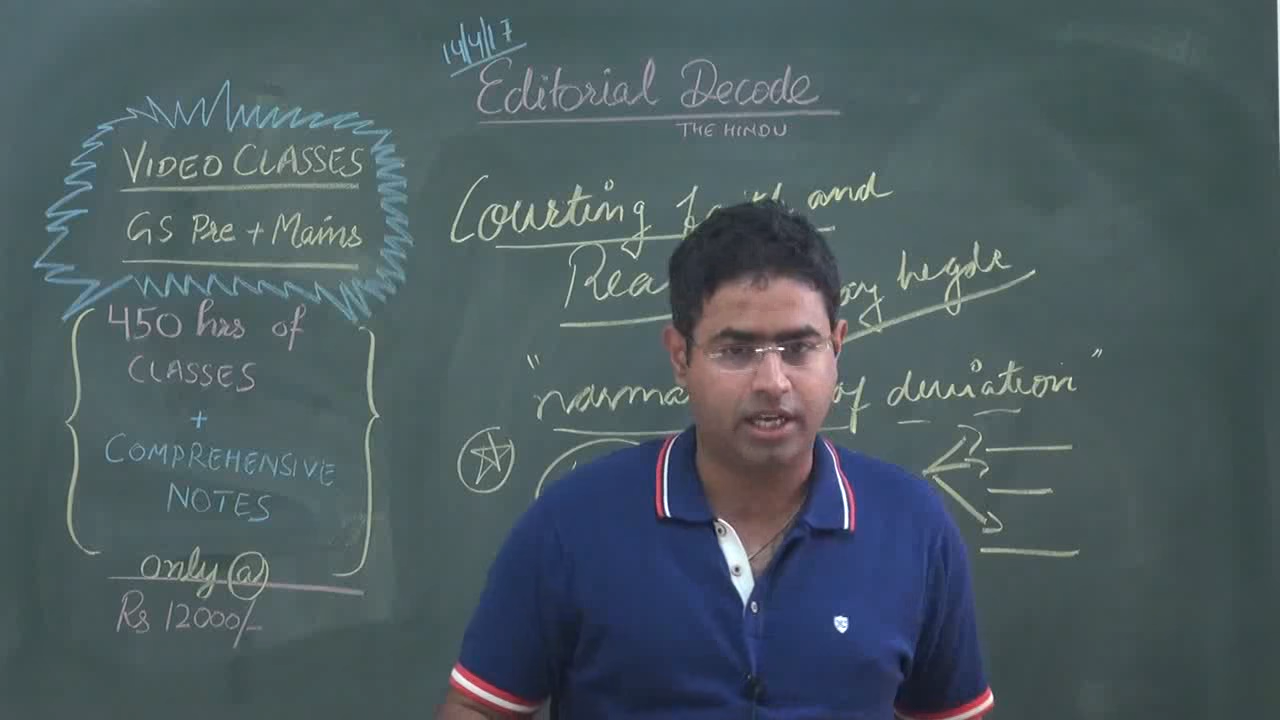 14/4/17
Editorial Decode
THE HINDU
VIDEO CLASSES
GS Pre + Mains
450 hrs of
CLASSES
+
COMPREHENSIVE
NOTES
only @
Rs 12000/-
Courting and
hegde
" of deviation "